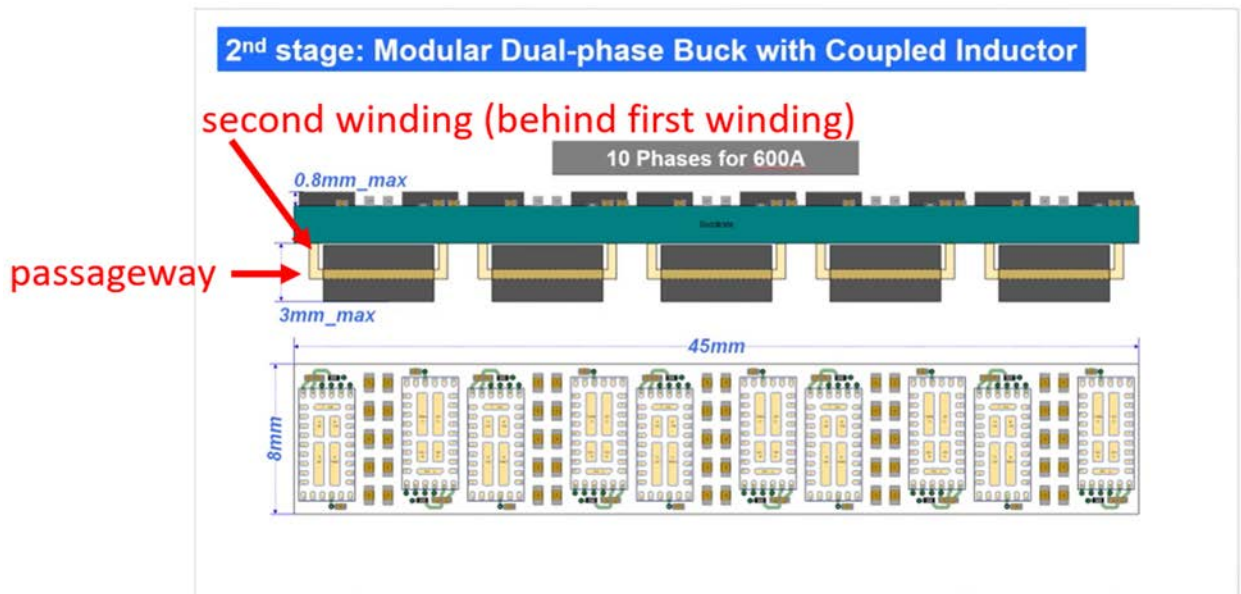 2nd stage: Modular Dual-phase Buck with Coupled Inductor
second winding (behind first winding)
10 Phases for 600A
0.8mm_max
passageway
3mm_max
45mm
8mm